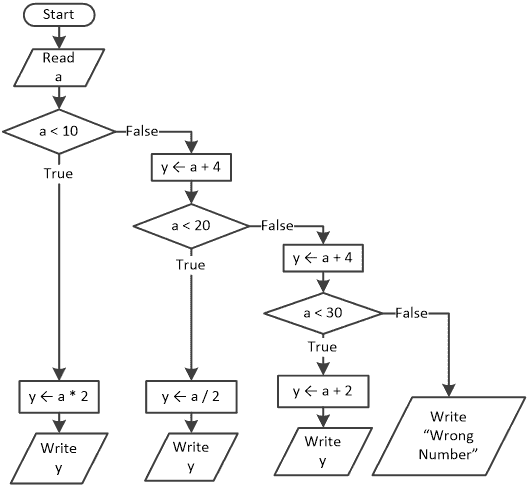 Start
Read
a
a < 10
False
True
y ← a + 4
a < 20
False
True
y ← a + 4
a < 30
False
True
y ← a * 2
y ← a / 2
y ← a + 2
Write
y
Write
y
Write
y
Write
“Wrong
Number”